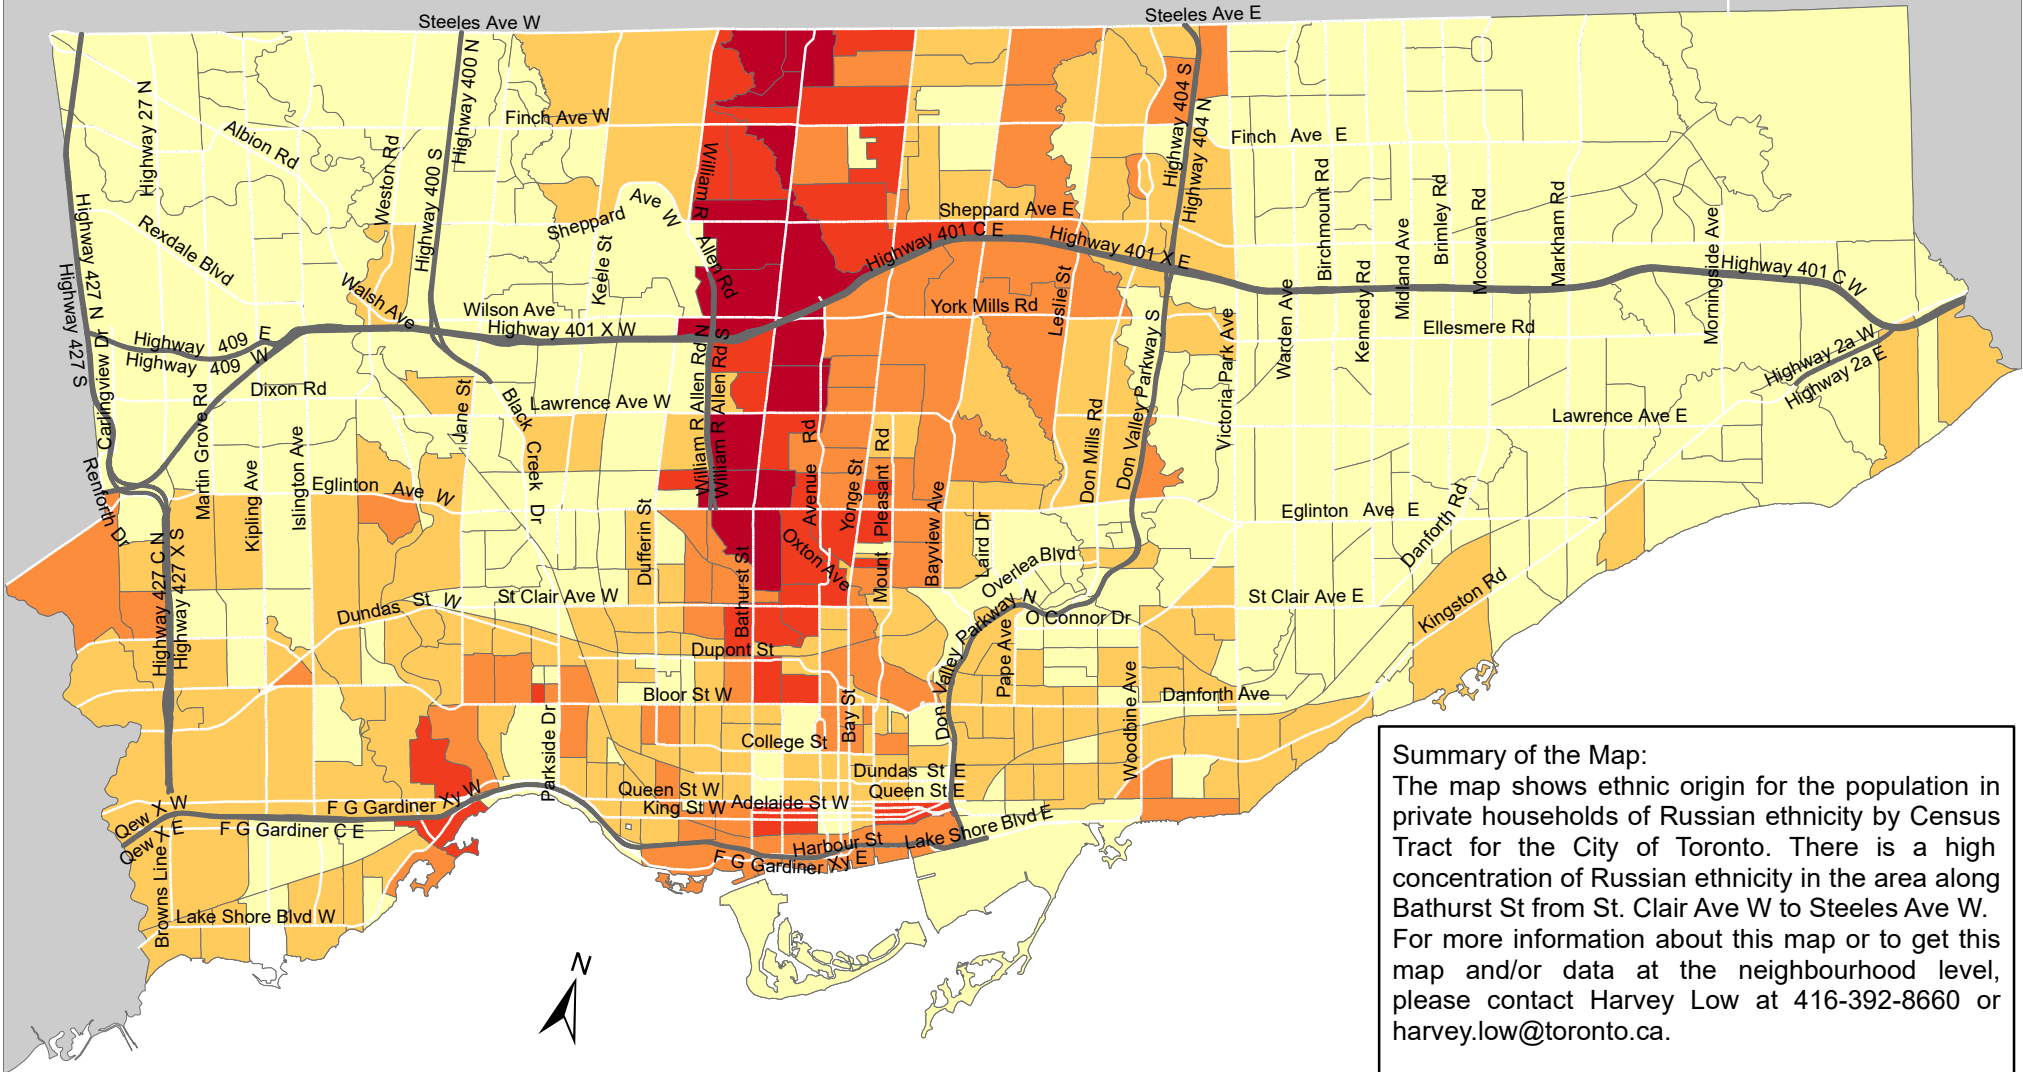 Steeles Ave W
Steeles Ave E
Highway 27 N
Albion Rd
Weston Rd
Highway 400 N
Highway 400 S
Finch Ave W
William R Allen Rd
Highway 404 S
Highway 404 N
Finch Ave E
Highway 427 N
Highway 427 S
Rexdale Blvd
Sheppard Ave W
Keele St
Sheppard Ave E
Highway 401 C E
Highway 401 X E
Birchmount Rd
Midland Ave
Brimley Rd
Mccowan Rd
Markham Rd
Morningside Ave
Highway 401 C W
Walsh Ave
Wilson Ave
Highway 401 X W
York Mills Rd
Leslie St
Warden Ave
Kennedy Rd
Ellesmere Rd
Highway 2a W
Highway 2a E
Highway 409 E
Highway 409 W
Carlingview Dr
Dixon Rd
Martin Grove Rd
Jane St
Black Creek Dr
Lawrence Ave W
William R Allen Rd N
William R Allen Rd S
Don Mills Rd
Don Valley Parkway S
Victoria Park Ave
Lawrence Ave E
Renforth Dr
Kipling Ave
Islington Ave
Eglinton Ave W
Dufferin St
Bathurst St
Avenue Rd
Oxton Ave
Yonge St
Mount Pleasant Rd
Bayview Ave
Laird Dr
Overlea Blvd
Eglinton Ave E
Danforth Rd
Highway 427 C N
Highway 427 X S
Dundas St W
St Clair Ave W
Don Valley Parkway N
O Connor Dr
Pape Ave
St Clair Ave E
Kingston Rd
Dupont St
Bloor St W
Bay St
Woodbine Ave
Danforth Ave
Parkside Dr
College St
Dundas St E
Queen St W
Queen St E
King St W
Adelaide St W
Qew X W
Qew X E
F G Gardiner Xy W
F G Gardiner C E
Harbour St
Lake Shore Blvd E
F G Gardiner Xy E
Browns Line
Lake Shore Blvd W
N
Summary of the Map:
The map shows ethnic origin for the population in
private households of Russian ethnicity by Census
Tract for the City of Toronto. There is a high
concentration of Russian ethnicity in the area along
Bathurst St from St. Clair Ave W to Steeles Ave W.
For more information about this map or to get this
map and/or data at the neighbourhood level,
please contact Harvey Low at 416-392-8660 or
harvey.low@toronto.ca.